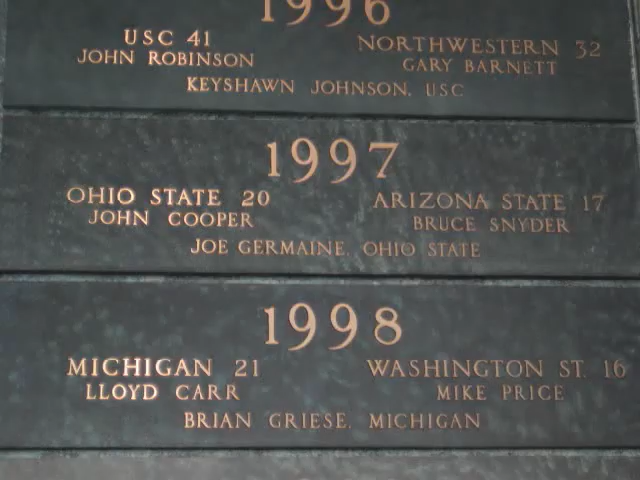 1996
USC 41 NORTHWESTERN 32
JOHN ROBINSON GARY BARNETT
KEYSHAWN JOHNSON, USC
1997
OHIO STATE 20 ARIZONA STATE 17
JOHN COOPER BRUCE SNYDER
JOE GERMAINE, OHIO STATE
1998
MICHIGAN 21 WASHINGTON ST. 16
LLOYD CARR MIKE PRICE
BRIAN GRIESE, MICHIGAN